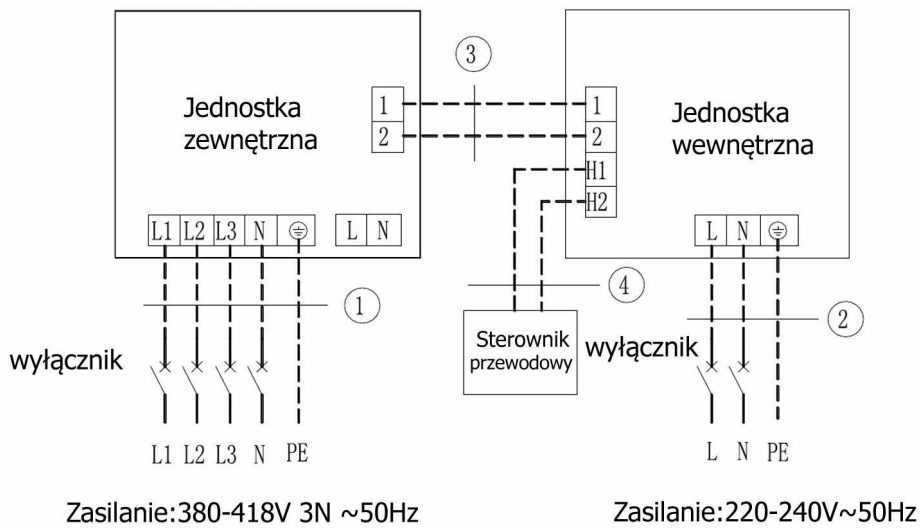 Jednostka
zewnętrzna
1
2
3
1
2
H1
H2
Jednostka
wewnętrzna
L1 L2 L3 N
L N
L N
1
4
2
wyłącznik
Sterownik
przewodowy
wyłącznik
L1 L2 L3 N PE
L N PE
Zasilanie:380-418V 3N ~50Hz
Zasilanie:220-240V~50Hz